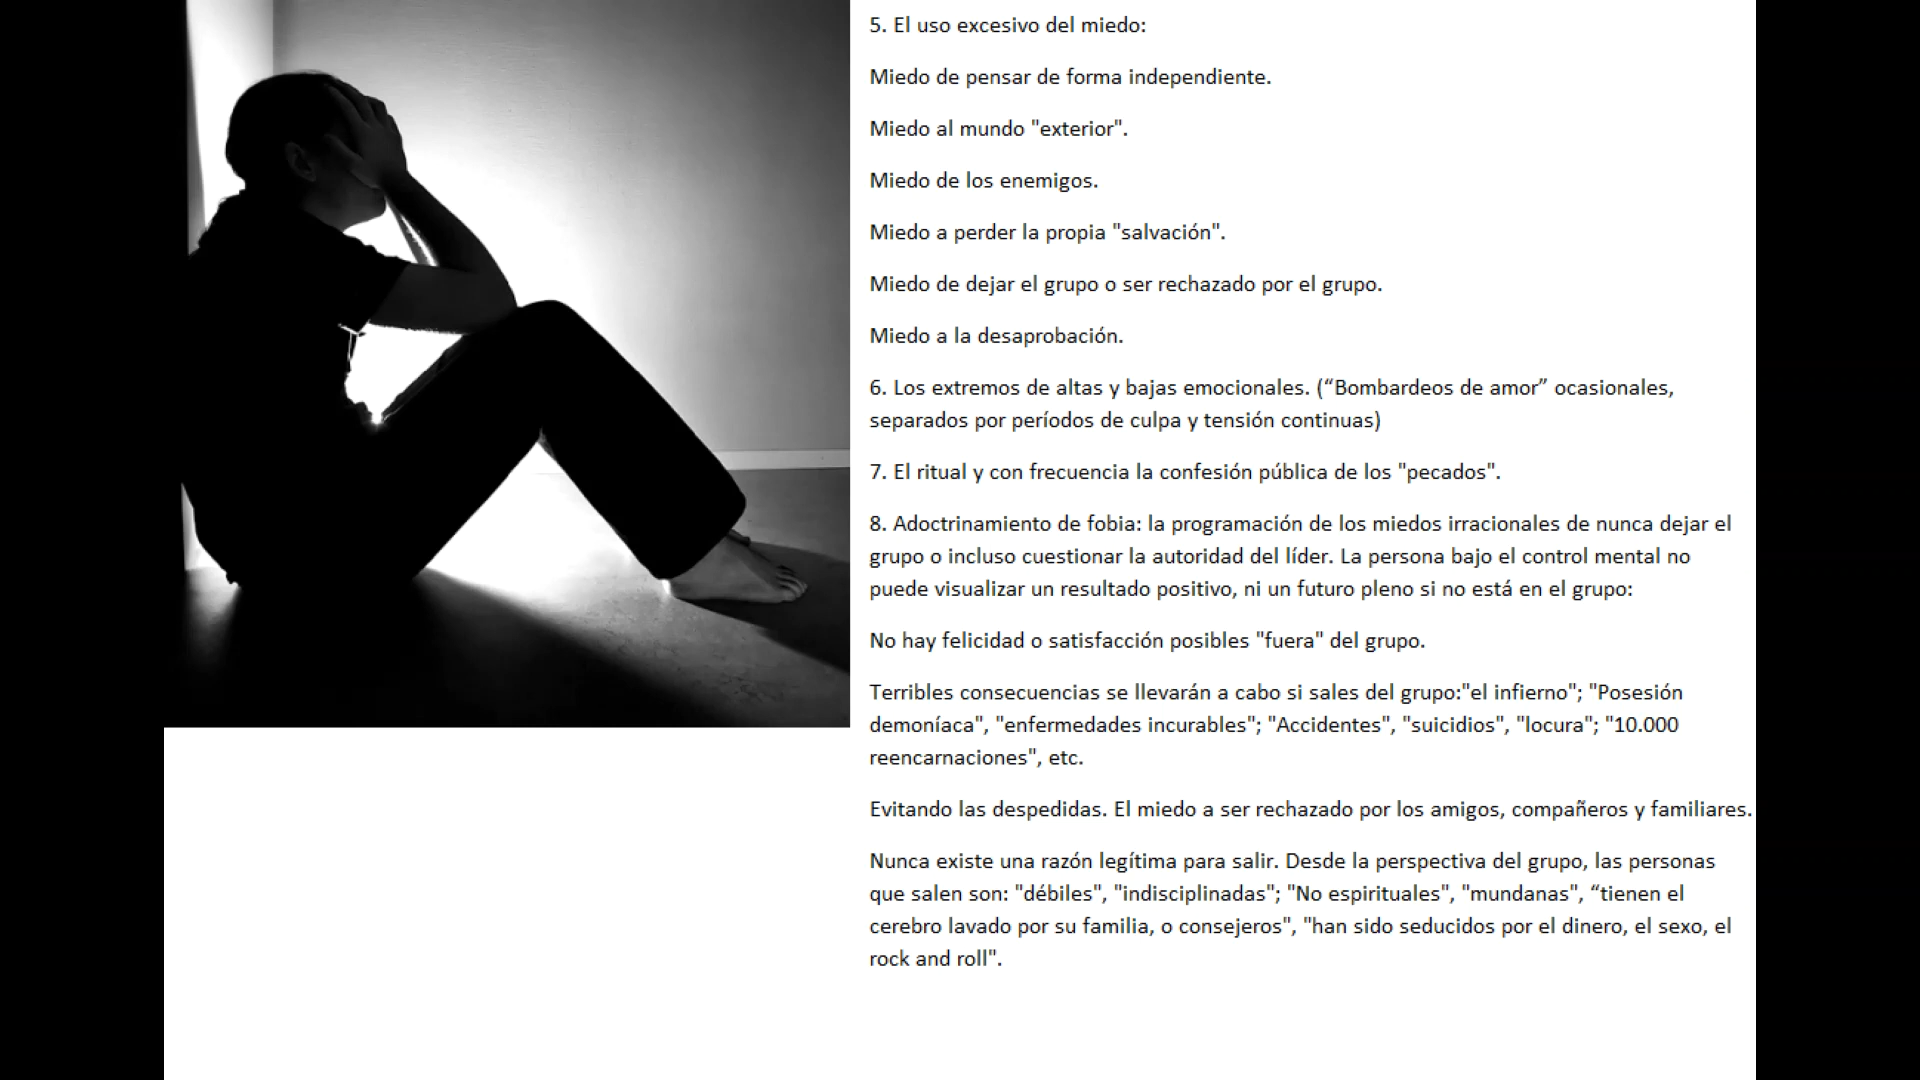 5. El uso excesivo del miedo:
Miedo de pensar de forma independiente.
Miedo al mundo "exterior".
Miedo de los enemigos.
Miedo a perder la propia "salvación".
Miedo de dejar el grupo o ser rechazado por el grupo.
Miedo a la desaprobación.
6. Los extremos de altas y bajas emocionales. (“Bombardeos de amor” ocasionales,
separados por períodos de culpa y tensión continuas)
7. El ritual y con frecuencia la confesión pública de los "pecados".
8. Adoctrinamiento de fobia: la programación de los miedos irracionales de nunca dejar el
grupo o incluso cuestionar la autoridad del líder. La persona bajo el control mental no
puede visualizar un resultado positivo, ni un futuro pleno si no está en el grupo:
No hay felicidad o satisfacción posibles "fuera" del grupo.
Terribles consecuencias se llevarán a cabo si sales del grupo:"el infierno"; "Posesión
demoníaca", "enfermedades incurables"; "Accidentes", "suicidios", "locura"; "10.000
reencarnaciones", etc.
Evitando las despedidas. El miedo a ser rechazado por los amigos, compañeros y familiares.
Nunca existe una razón legítima para salir. Desde la perspectiva del grupo, las personas
que salen son: "débiles", "indisciplinadas"; "No espirituales", "mundanas", “tienen el
cerebro lavado por su familia, o consejeros", "han sido seducidos por el dinero, el sexo, el
rock and roll".